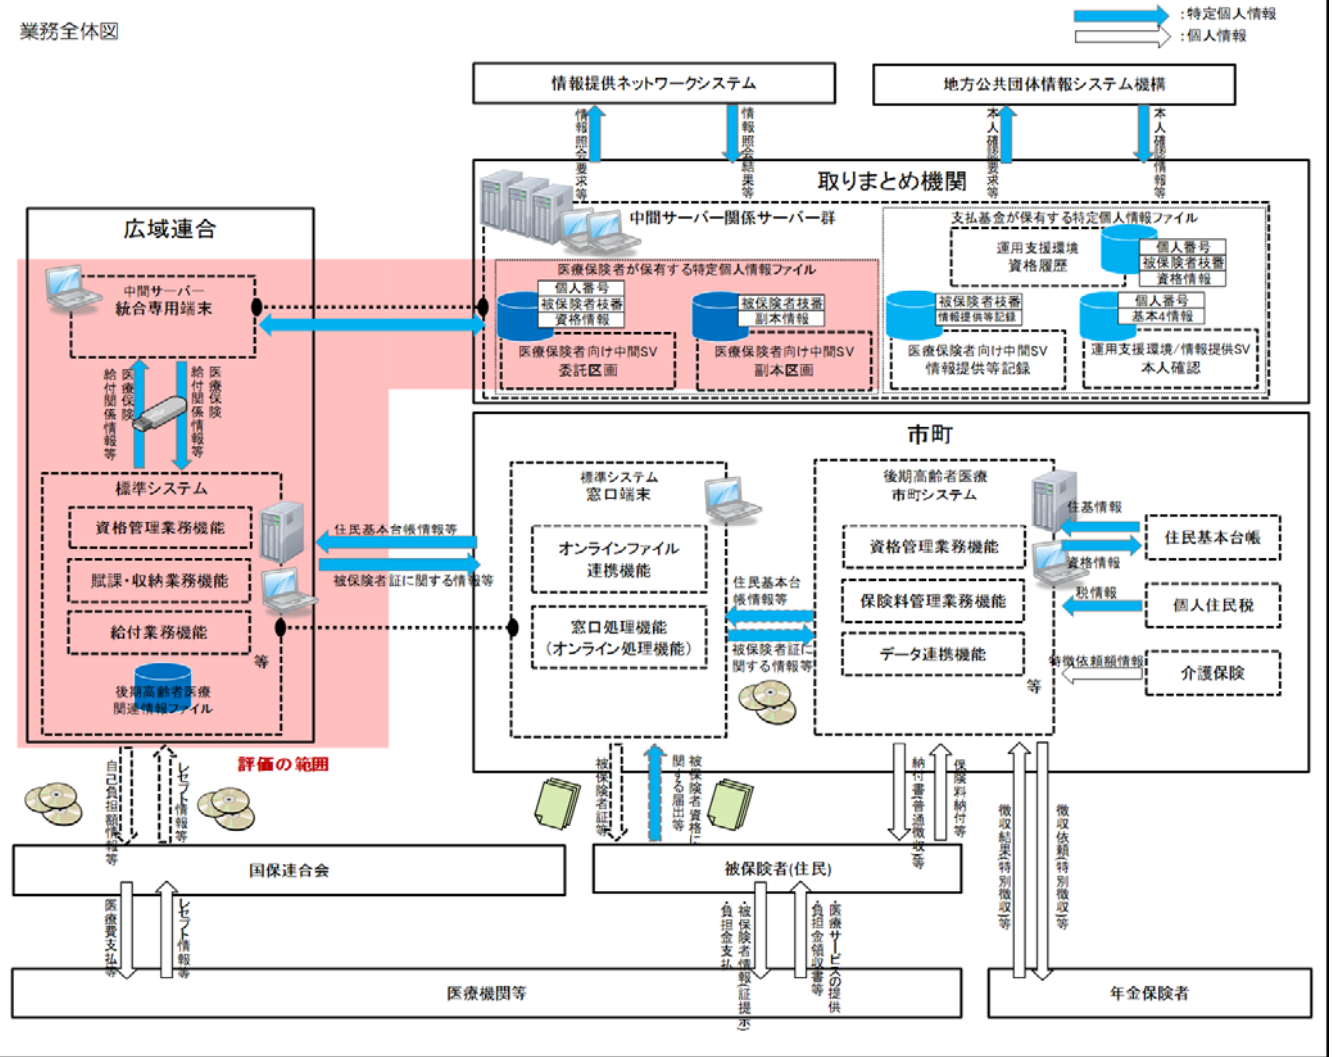 業務全体図
：特定個人情報
：個人情報
情報提供ネットワークシステム
地方公共団体情報システム機構
情報照会要求等
情報照会結果等
本人確認要求等
本人確認情報等
取りまとめ機関
中間サーバー関係サーバー群
医療保険者が保有する特定個人情報ファイル
個人番号
被保険者枝番
資格情報
医療保険者向け中間SV
委託区画
被保険者枝番
副本情報
医療保険者向け中間SV
副本区画
支払基金が保有する特定個人情報ファイル
運用支援環境
資格履歴
個人番号
被保険者枝番
資格情報
被保険者枝番
情報提供等記録
医療保険者向け中間SV
情報提供等記録
個人番号
基本4情報
運用支援環境/情報提供SV
本人確認
広域連合
中間サーバー
統合専用端末
医療保険
給付関係情報等
医療保険
給付関係情報等
標準システム
資格管理業務機能
賦課・収納業務機能
給付業務機能
等
後期高齢者医療
関連情報ファイル
評価の範囲
住民基本台帳情報等
被保険者証に関する情報等
市町
標準システム
窓口端末
オンラインファイル
連携機能
窓口処理機能
(オンライン処理機能)
住民基本台
帳情報等
被保険者証に
関する情報等
後期高齢者医療
市町システム
資格管理業務機能
保険料管理業務機能
データ連携機能
等
住基情報
資格情報
税情報
特徴依頼額情報
住民基本台帳
個人住民税
介護保険
自己負担額情報等
レセプト情報等
被保険者証等
被保険者資格に
関する届出等
納付書(普通徴収)等
保険料納付等
徴収結果(特別徴収)等
徴収依頼(特別徴収)等
国保連合会
被保険者(住民)
医療費支払等
レセプト情報等
・被保険者情報(証提示)
・負担金支払
・医療サービスの提供
・負担金領収書等
医療機関等
年金保険者